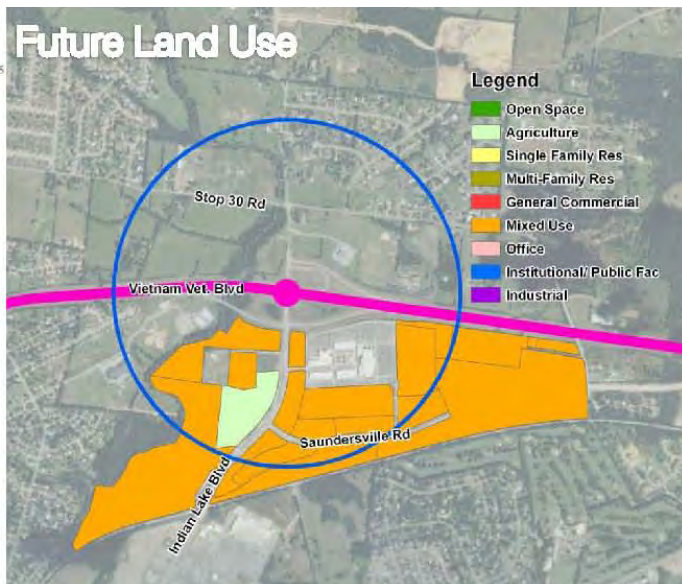 Future Land Use
5
Legend
Open Space
Agriculture
Single Family Res
Multi-Family Res
General Commercial
Mixed Use
Office
Institutional/ Public Fac
Industrial
Stop 30 Rd
Vietnam Vet. Blvd
Saundersville Rd
Indian Lake Blvd